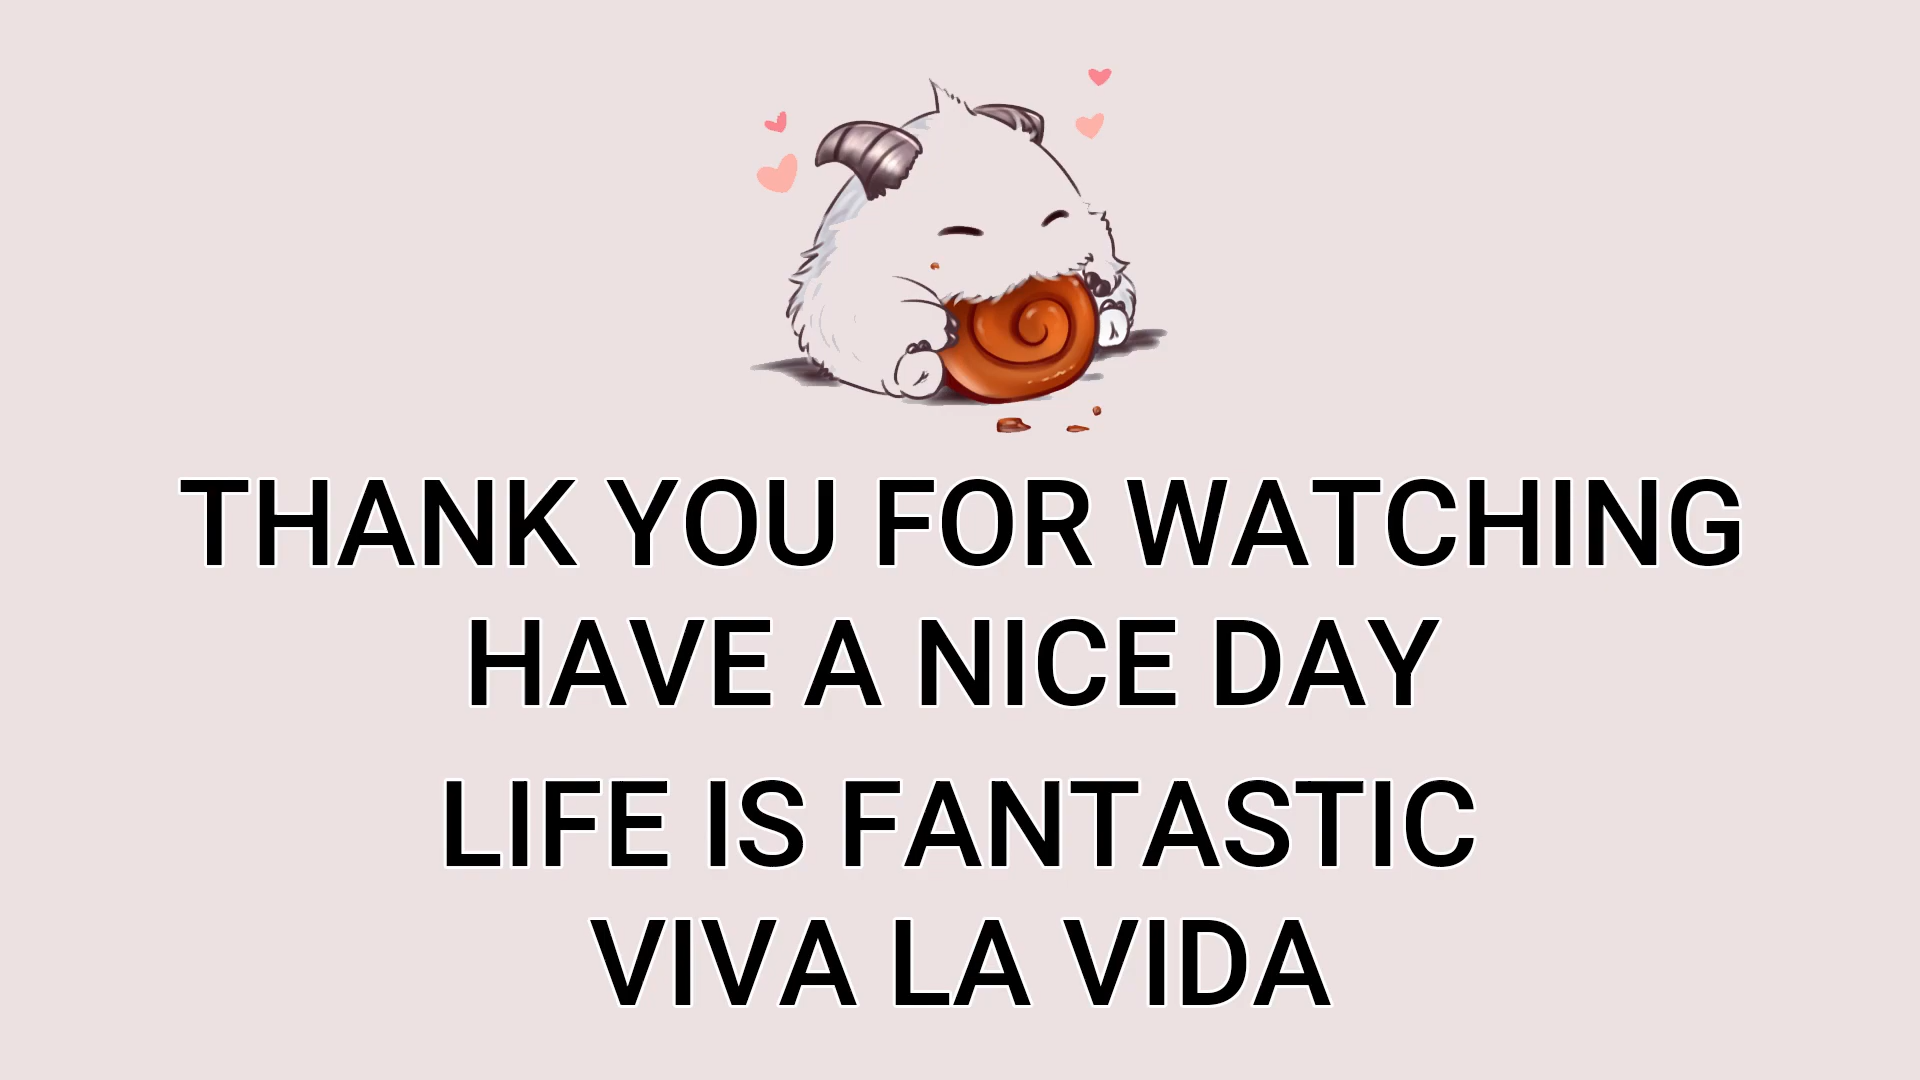 THANK YOU FOR WATCHING
HAVE A NICE DAY
LIFE IS FANTASTIC
VIVA LA VIDA